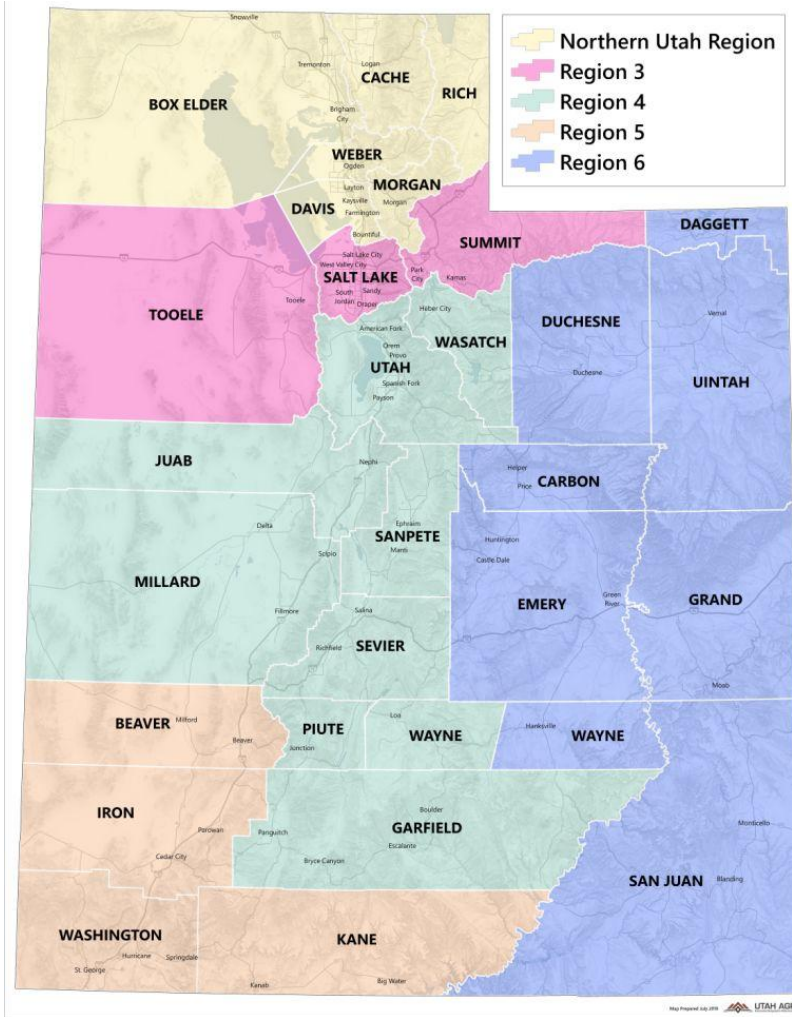 Northern Utah Region
Region 3
Region 4
Region 5
Region 6
Snowville
Tremonton
Logan
CACHE
RICH
BOX ELDER
Brigham
City
WEBER
Ogden
MORGAN
Layton
Kaysville
Morgan
DAVIS
Farmington
Bountiful
SUMMIT
DAGGETT
Salt Lake City
West Valley City
SALT LAKE
Park
City
Kamas
South
Jordan
Sandy
Draper
Tooele
TOOELE
Heber City
American Fork
WASATCH
DUCHESNE
Vernal
Orem
Provo
UTAH
Duchesne
UINTAH
Spanish Fork
Payson
JUAB
Nephi
Helper
Price
CARBON
Delta
Ephraim
SANPETE
Manti
Huntington
Castle Dale
Scipio
MILLARD
EMERY
Green
River
GRAND
Fillmore
Salina
Richfield
SEVIER
Moab
BEAVER
Milford
Beaver
PIUTE
Junction
Loa
WAYNE
Hanksville
WAYNE
IRON
Parowan
Cedar City
Panguitch
Boulder
GARFIELD
Escalante
Bryce Canyon
Monticello
SAN JUAN
Blanding
WASHINGTON
Hurricane
Springdale
St. George
KANE
Kanab
Big Water
Map Prepared July 2019
UTAH AG